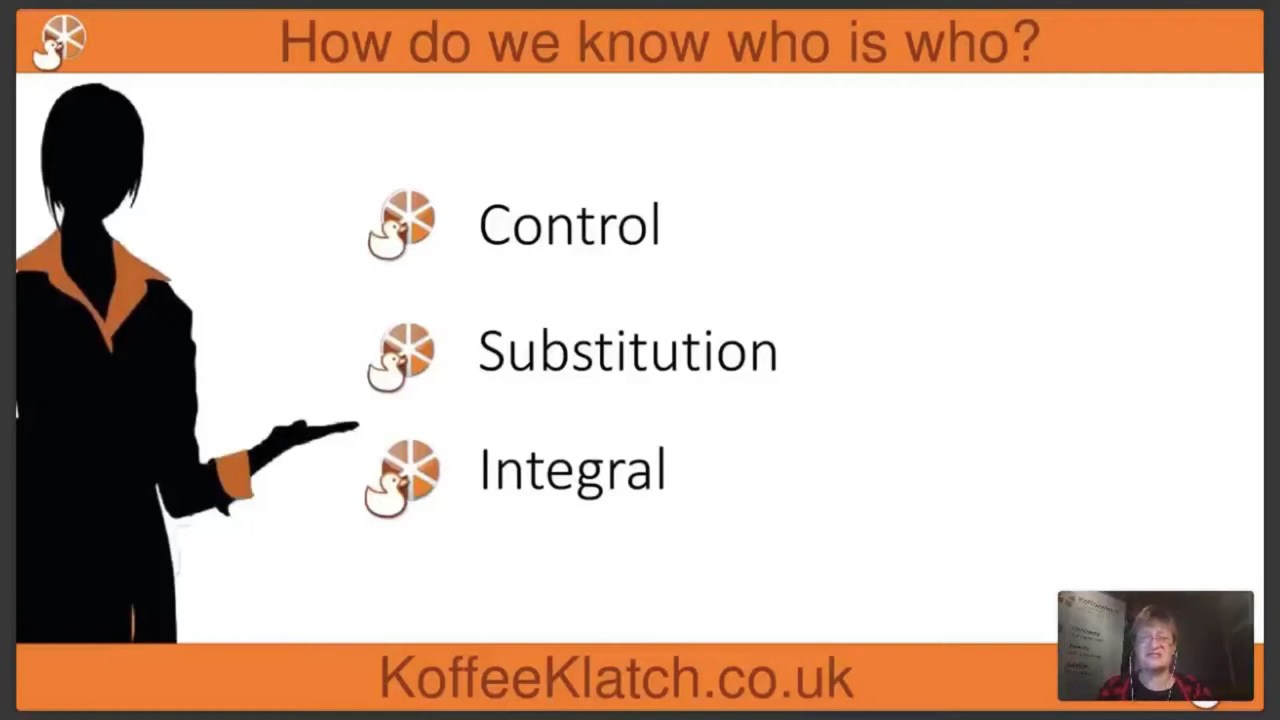 How do we know who is who?
Control
Substitution
Integral
KoffeeKlatch.co.uk